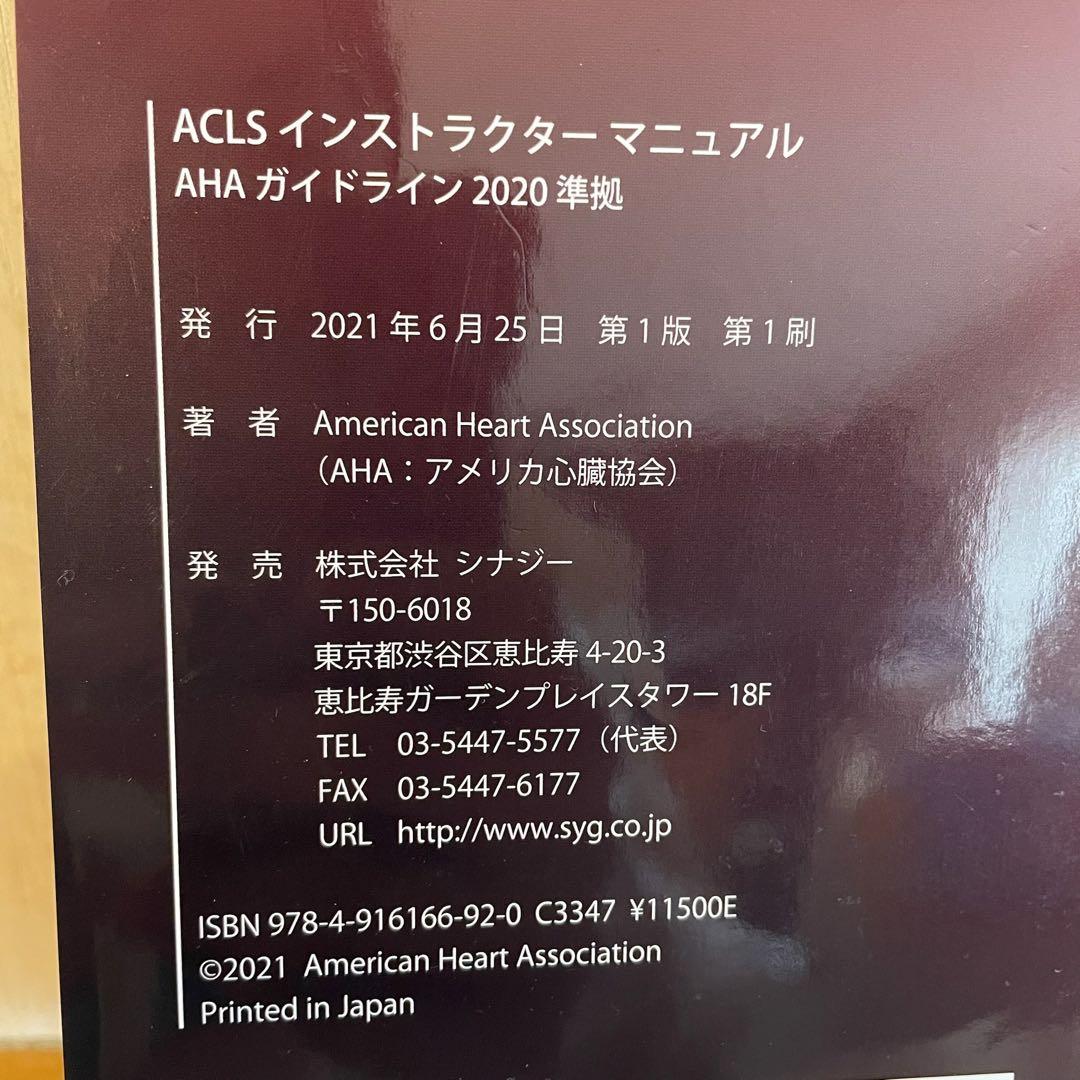 ACLS インストラクター マニュアル
AHA ガイドライン 2020 準拠
発 行 2021 年 6 月 25 日 第 1 版 第 1 刷
著 者 American Heart Association
（AHA：アメリカ心臓協会）
発 売 株式会社 シナジー
〒150-6018
東京都渋谷区恵比寿 4-20-3
恵比寿ガーデンプレイスタワー 18F
TEL 03-5447-5577（代表）
FAX 03-5447-6177
URL http://www.syg.co.jp
ISBN 978-4-916166-92-0 C3347 ¥11500E
©2021 American Heart Association
Printed in Japan